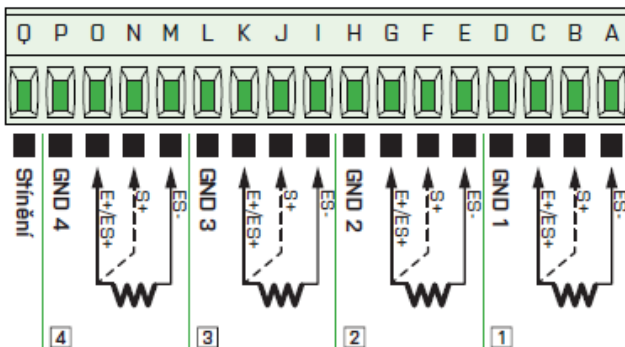 Q P O N M L K J I H G F E D C B A
Stínění
GND 4
E+/ES+
S+
ES-
GND 3
E+/ES+
S+
ES-
GND 2
E+/ES+
S+
ES-
GND 1
E+/ES+
S+
ES-
4
3
2
1